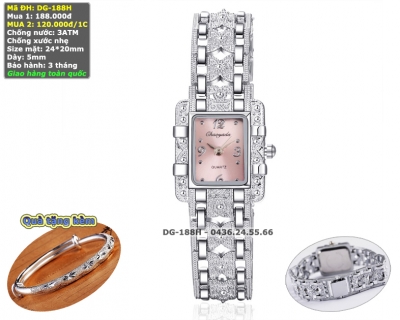 Mã ĐH: DG-188H
Mua 1: 188.000đ
MUA 2: 120.000đ/1C
Chống nước: 3ATM
Chống xước nhẹ
Size mặt: 24*20mm
Dây: 5mm
Bảo hành: 3 tháng
Giao hàng toàn quốc
QUARTZ
Quà tặng kèm
DG-188H - 0436.24.55.66